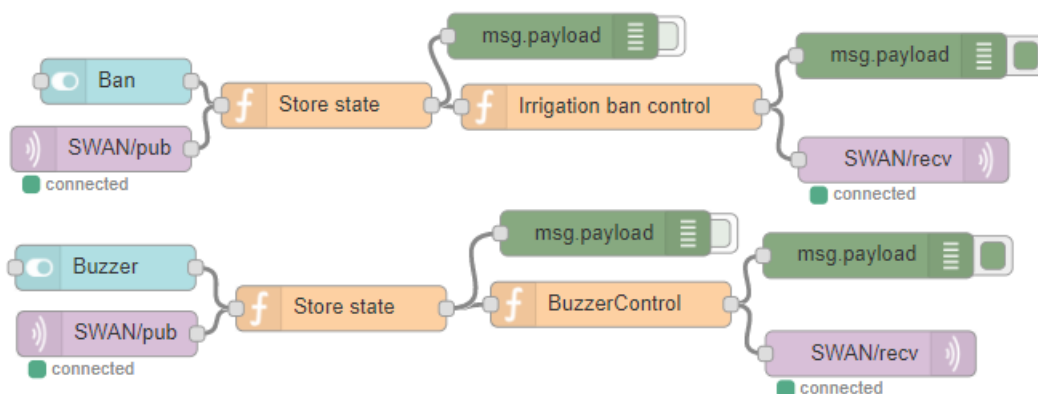 msg.payload
Ban
Store state
Irrigation ban control
msg.payload
SWAN/pub
connected
SWAN/recv
connected
msg.payload
Buzzer
Store state
BuzzerControl
msg.payload
SWAN/pub
connected
SWAN/recv
connected